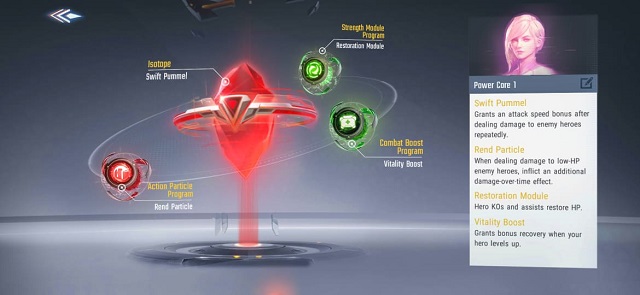 Strength Module
Program
Restoration Module
Isotope
Swift Pummel
Combat Boost
Program
Vitality Boost
Action Particle
Program
Rend Particle
Power Core 1
Swift Pummel
Grants an attack speed bonus after
dealing damage to enemy heroes
repeatedly.
Rend Particle
When dealing damage to low-HP
enemy heroes, inflict an additional
damage-over-time effect.
Restoration Module
Hero KOs and assists restore HP.
Vitality Boost
Grants bonus recovery when your
hero levels up.